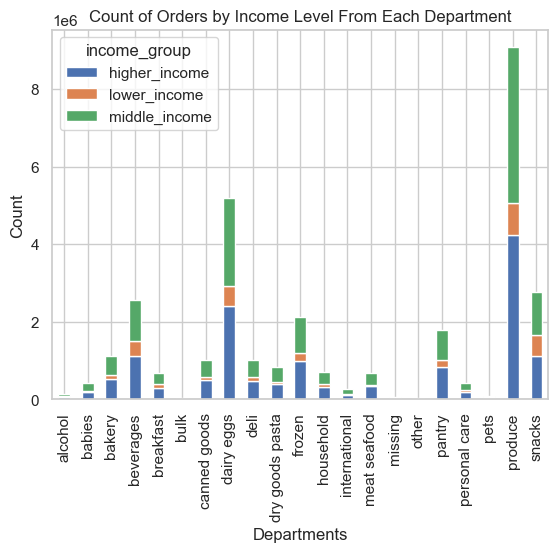 Count of Orders by Income Level From Each Department
1e6
income_group
higher_income
lower_income
middle_income
8
6
4
2
0
Count
alcohol
babies
bakery
beverages
breakfast
bulk
canned goods
dairy eggs
deli
dry goods pasta
frozen
household
international
meat seafood
missing
other
pantry
personal care
pets
produce
snacks
Departments